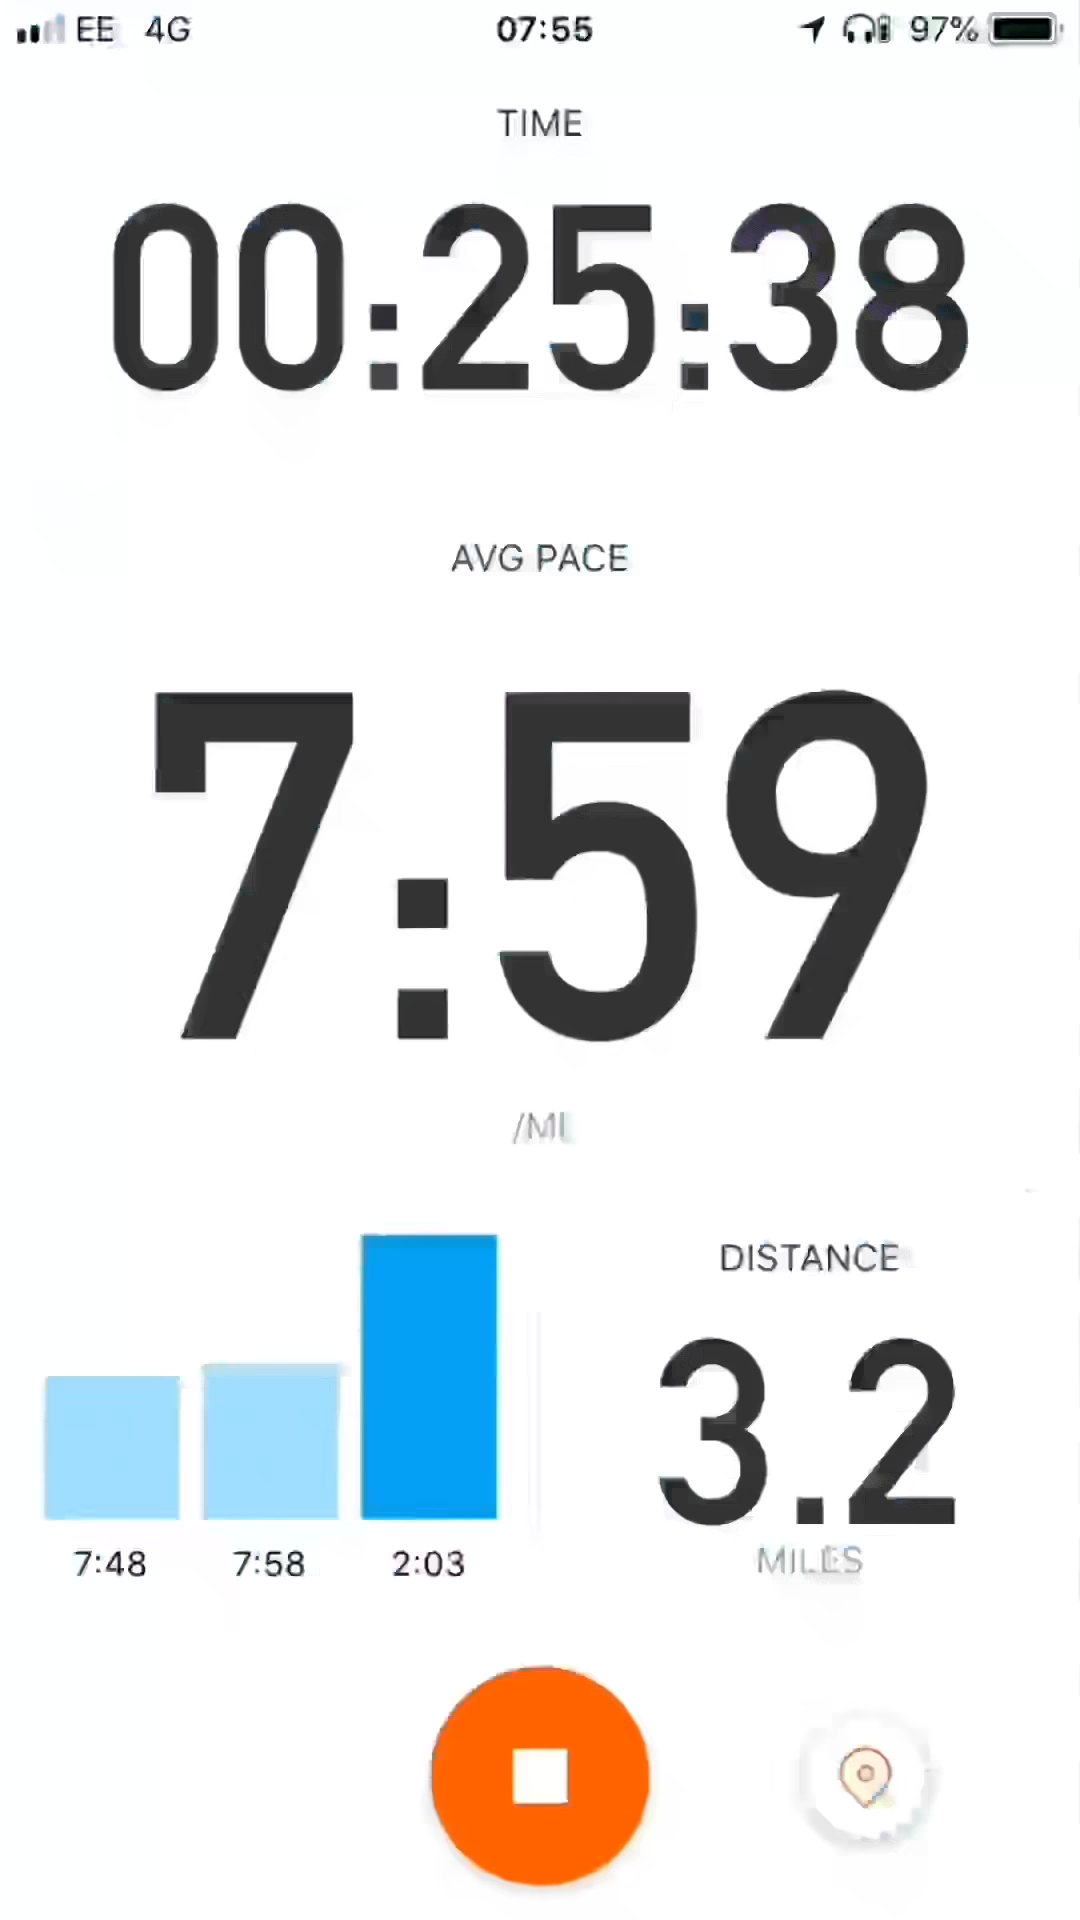 EE 4G 07:55 97%
TIME
00:25:38
AVG PACE
7:59
/MI
DISTANCE
3.2
MILES
7:48 7:58 2:03